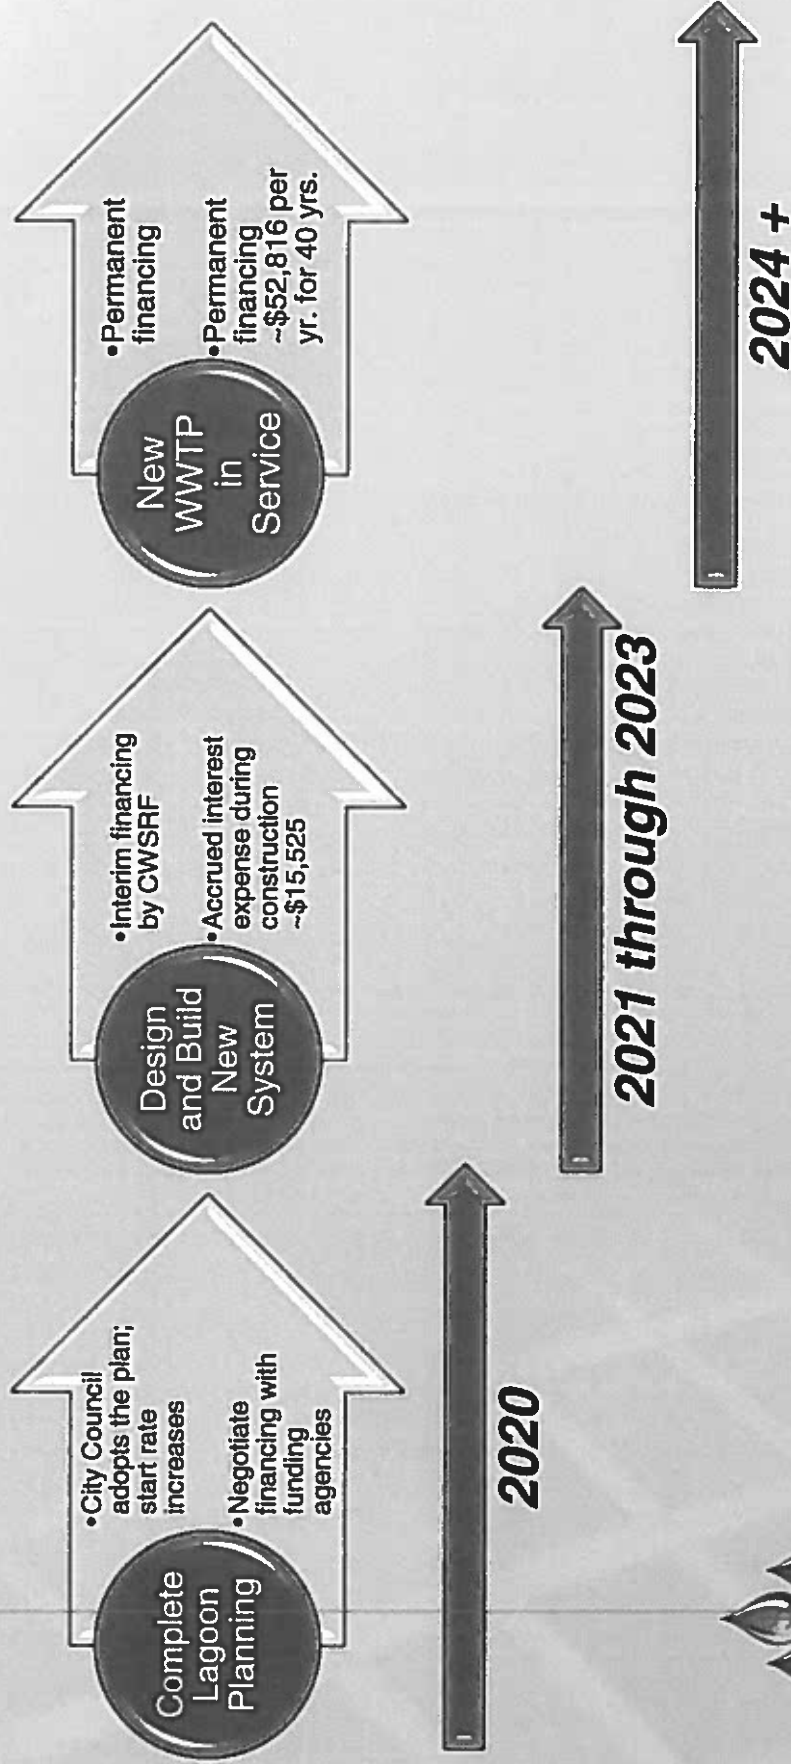 Complete
Lagoon
Planning
•City Council
adopts the plan;
start rate
increases
•Negotiate
financing with
funding
agencies
2020
Design
and Build
New
System
•Interim financing
by CWSRF
•Accrued interest
expense during
construction
~$15,525
2021 through 2023
New
WWTP
in
Service
•Permanent
financing
•Permanent
financing
~$52,816 per
yr. for 40 yrs.
2024 +